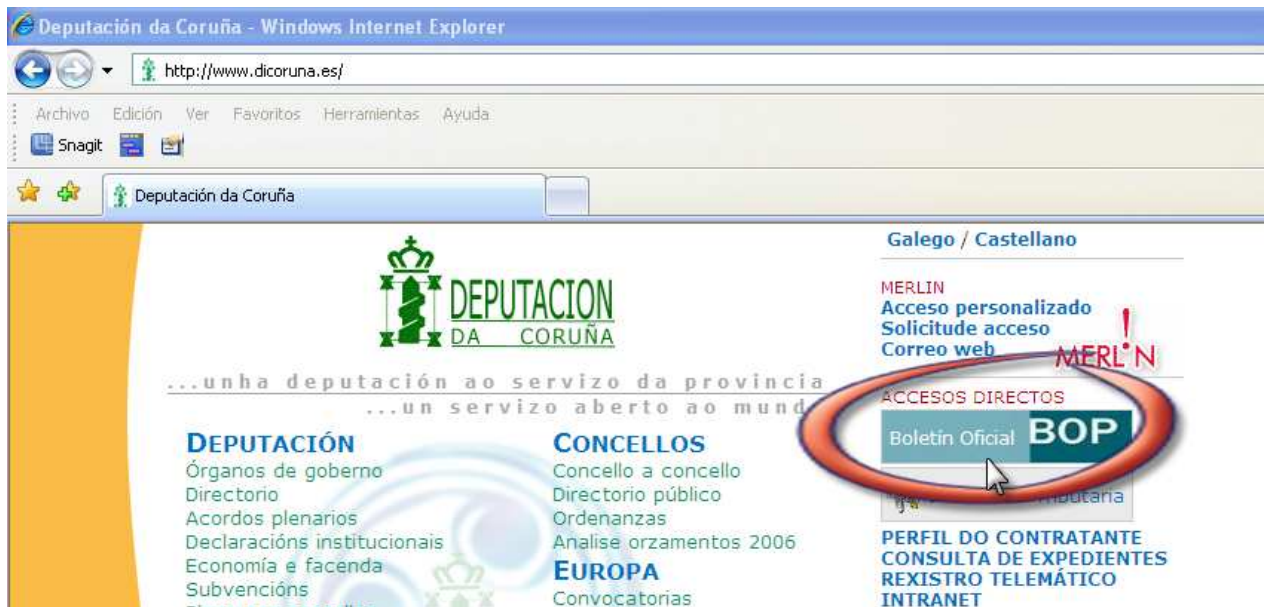 Deputación da Coruña - Windows Internet Explorer
http://www.dicoruna.es/
Archivo Edición Ver Favoritos Herramientas Ayuda
Snagit
Deputación da Coruña
DEPUTACION
DA CORUÑA
...unha deputación ao servizo da provincia
...un servizo aberto ao mund
DEPUTACIÓN
Órganos de goberno
Directorio
Acordos plenarios
Declaracións institucionais
Economía e facenda
Subvencións
CONCELLOS
Concello a concello
Directorio público
Ordenanzas
Analise orzamentos 2006
EUROPA
Convocatorias
Galego / Castellano
MERLIN
Acceso personalizado
Solicitude acceso
Correo web
MERLIN
ACCESOS DIRECTOS
Boletín Oficial BOP
PERFIL DO CONTRATANTE
CONSULTA DE EXPEDIENTES
REXISTRO TELEMÁTICO
INTRANET